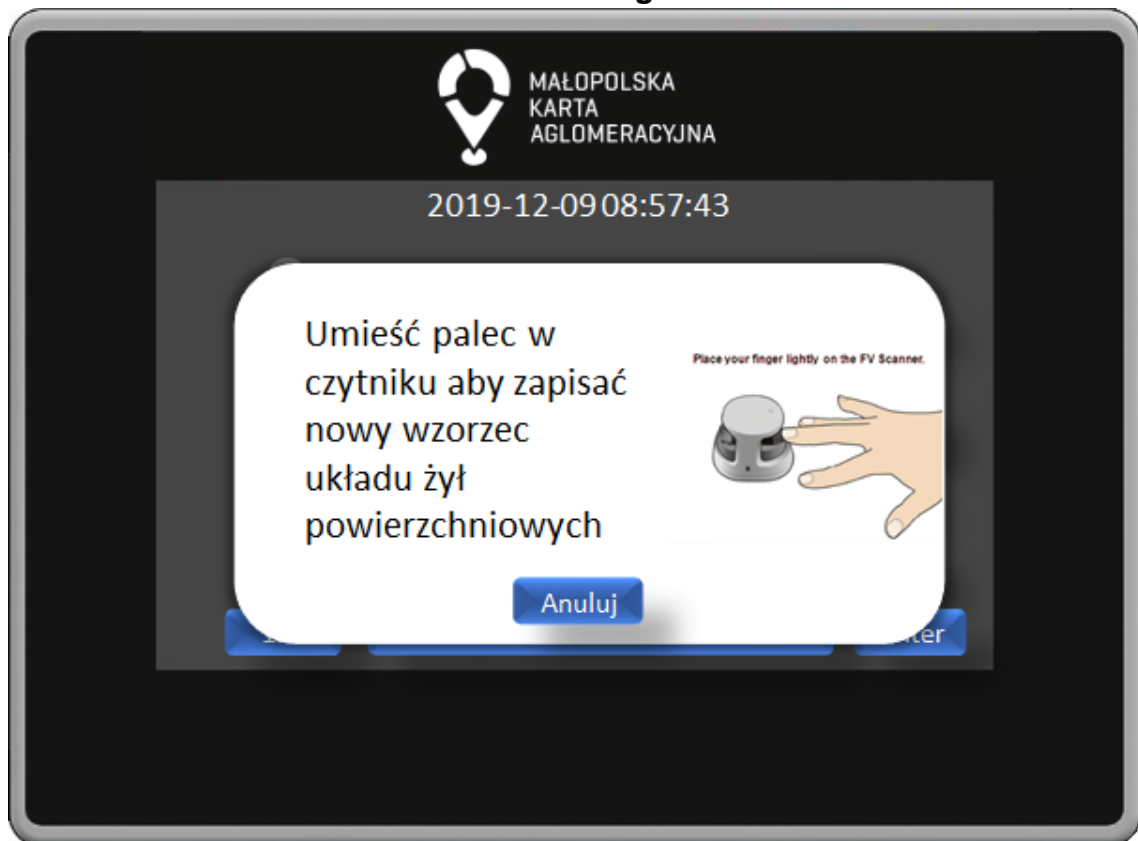 MAŁOPOLSKA
KARTA
AGLOMERACYJNA
2019-12-09 08:57:43
Umieść palec w
czytniku aby zapisać
nowy wzorzec
układu żył
powierzchniowych
Place your finger lightly on the FV Scanner.
Anuluj